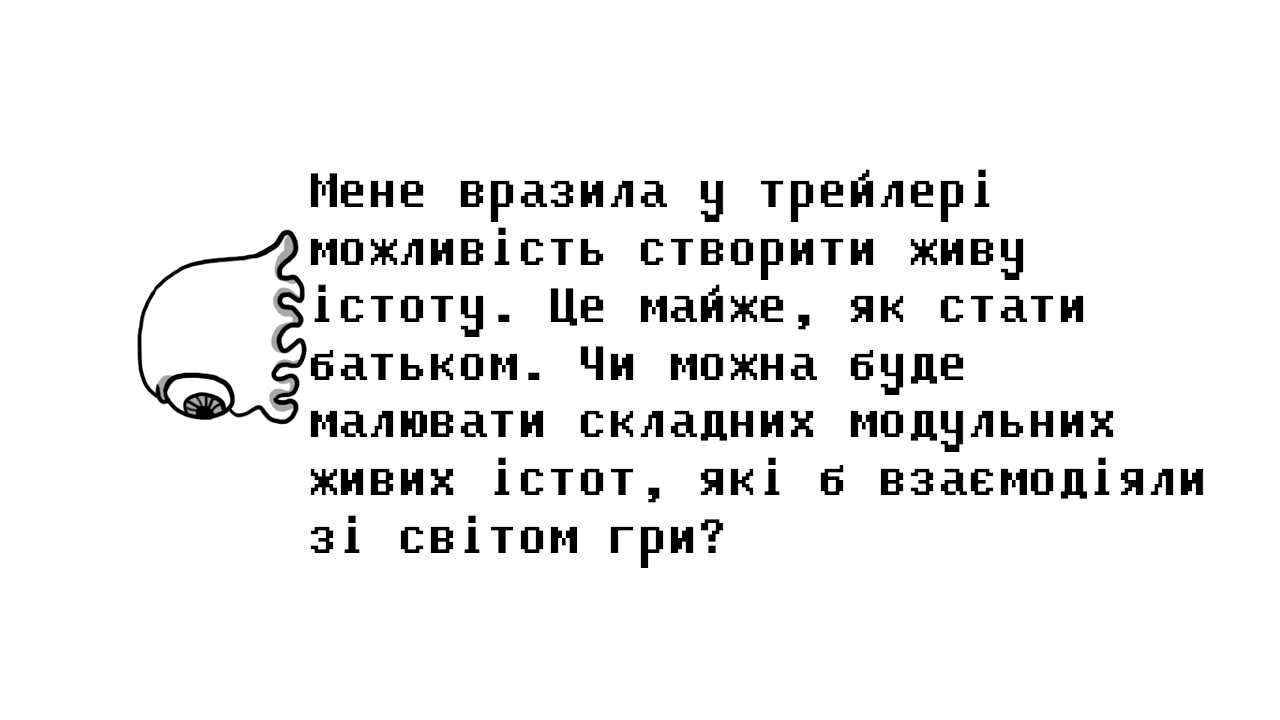 Мене вразила у трейлері
можливість створити живу
істоту. Це майже, як стати
батьком. Чи можна буде
малювати складних модульних
живих істот, які б взаємодіяли
зі світом гри?